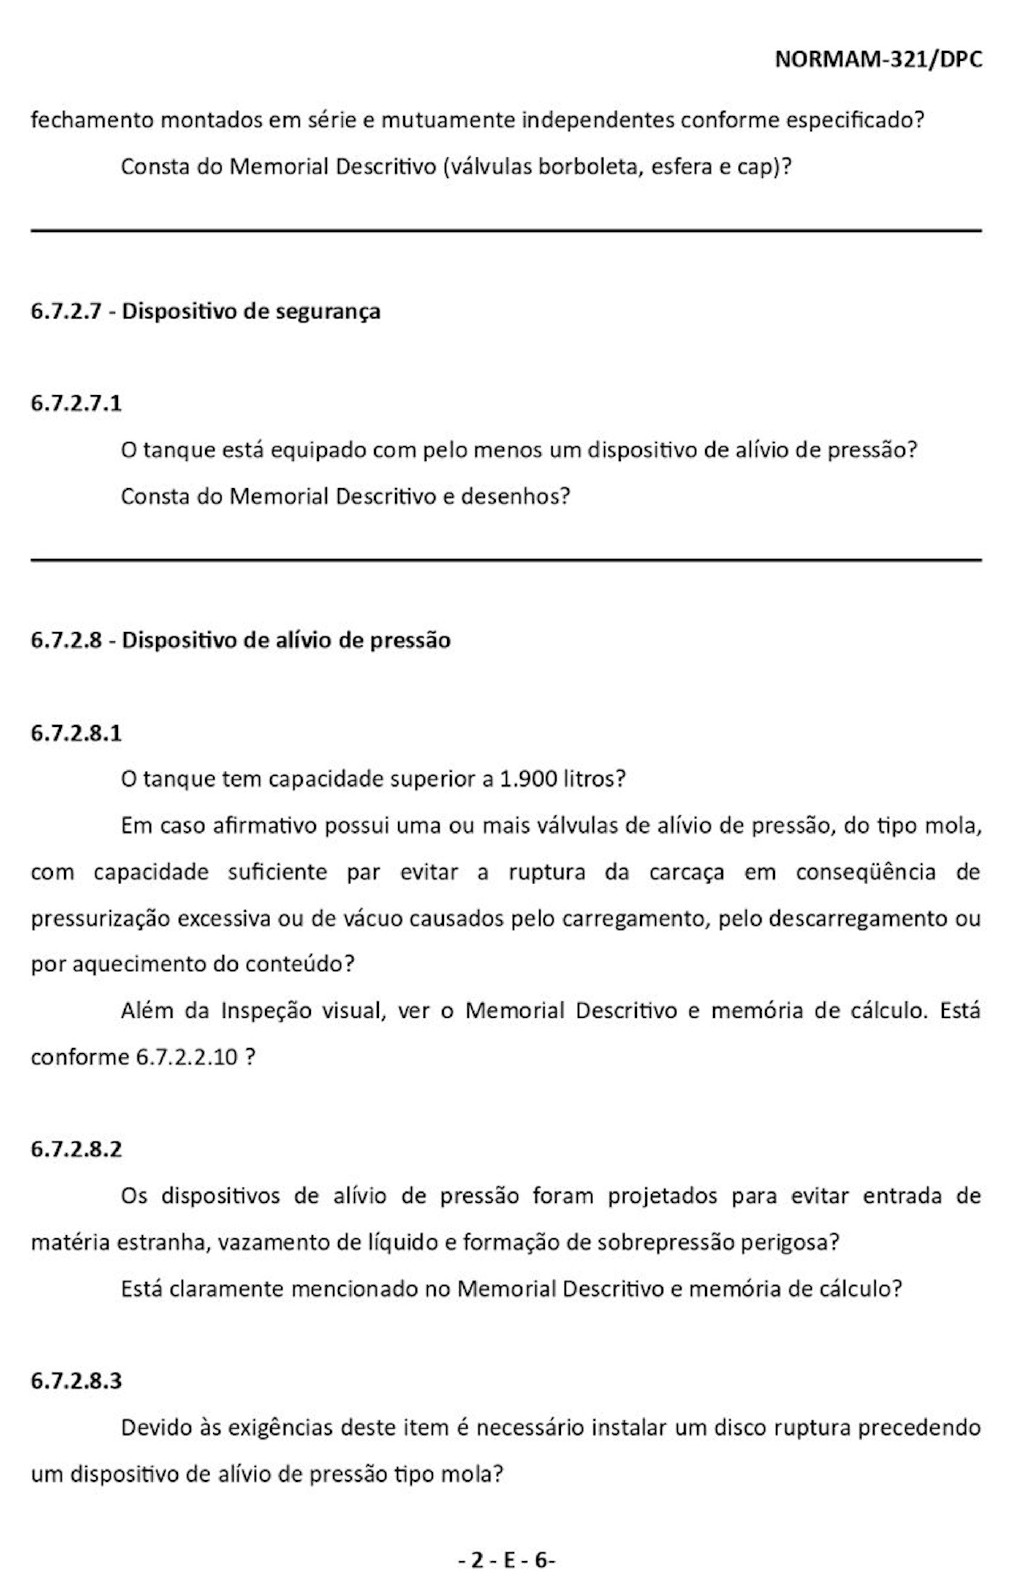 NORMAM-321/DPC
fechamento montados em série e mutuamente independentes conforme especificado?
Consta do Memorial Descritivo (válvulas borboleta, esfera e cap)?
6.7.2.7 - Dispositivo de segurança
6.7.2.7.1
O tanque está equipado com pelo menos um dispositivo de alívio de pressão?
Consta do Memorial Descritivo e desenhos?
6.7.2.8 - Dispositivo de alívio de pressão
6.7.2.8.1
O tanque tem capacidade superior a 1.900 litros?
Em caso afirmativo possui uma ou mais válvulas de alívio de pressão, do tipo mola,
com capacidade suficiente par evitar a ruptura da carcaça em conseqüência de
pressurização excessiva ou de vácuo causados pelo carregamento, pelo descarregamento ou
por aquecimento do conteúdo?
Além da Inspeção visual, ver o Memorial Descritivo e memória de cálculo. Está
conforme 6.7.2.2.10 ?
6.7.2.8.2
Os dispositivos de alívio de pressão foram projetados para evitar entrada de
matéria estranha, vazamento de líquido e formação de sobrepressão perigosa?
Está claramente mencionado no Memorial Descritivo e memória de cálculo?
6.7.2.8.3
Devido às exigências deste item é necessário instalar um disco ruptura precedendo
um dispositivo de alívio de pressão tipo mola?
- 2 - E - 6-